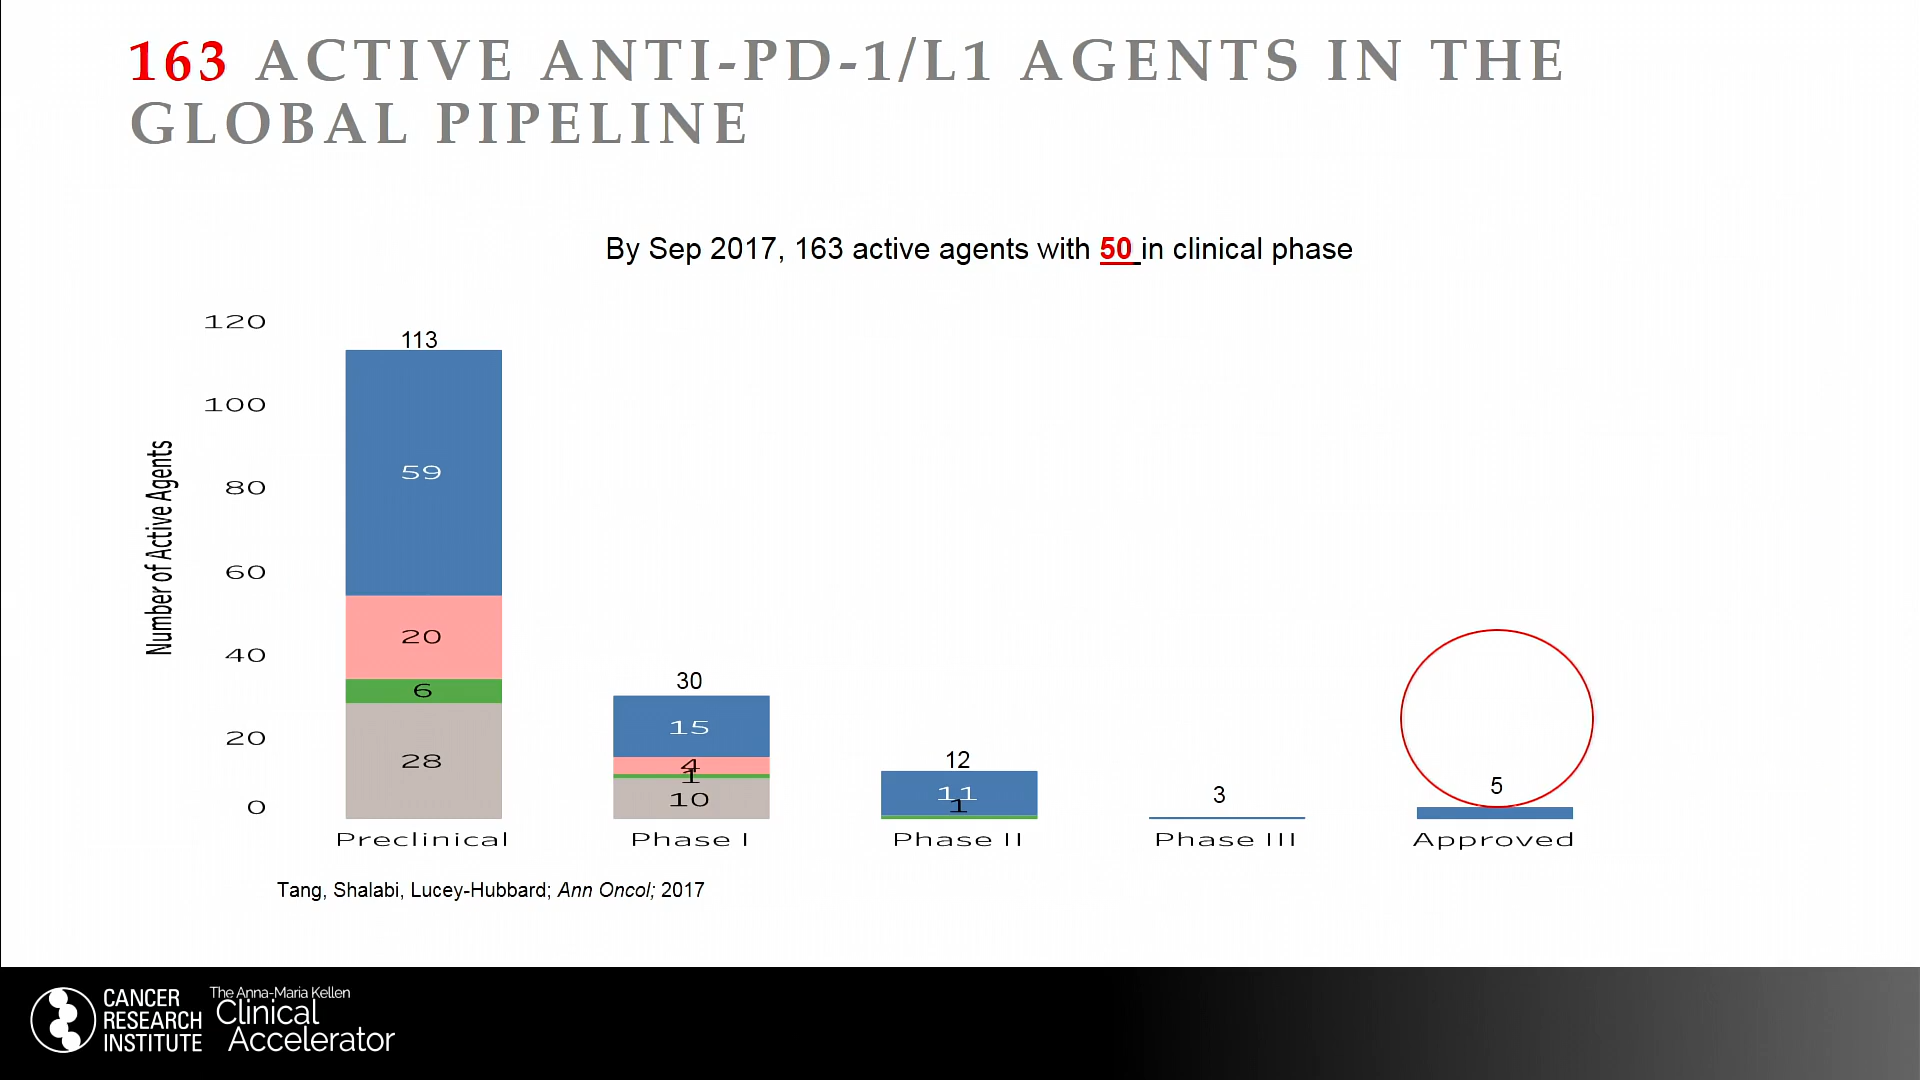 163 ACTIVE ANTI-PD-1/L1 AGENTS IN THE
GLOBAL PIPELINE
By Sep 2017, 163 active agents with 50 in clinical phase
Number of Active Agents
120
100
80
60
40
20
0
113
59
20
6
28
30
15
4
1
10
12
11
1
3
5
Preclinical
Phase I
Phase II
Phase III
Approved
Tang, Shalabi, Lucey-Hubbard; Ann Oncol; 2017
CANCER
RESEARCH
INSTITUTE
The Anna-Maria Kellen
Clinical
Accelerator